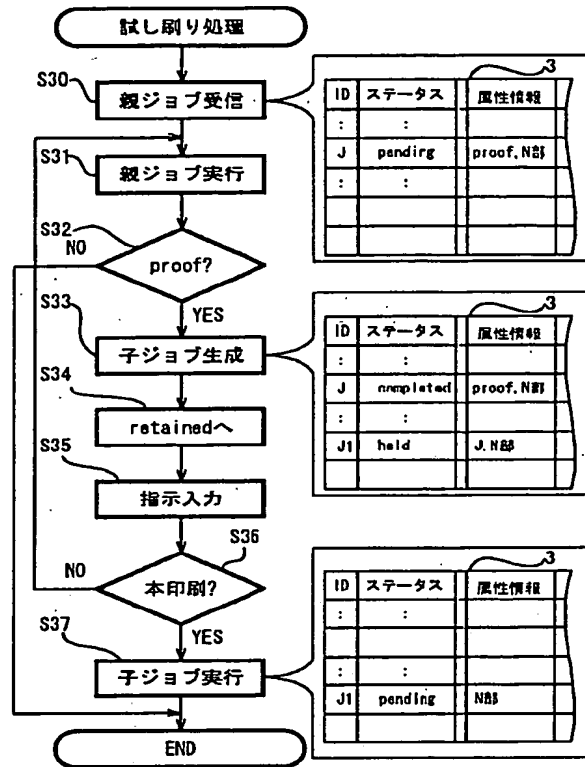 試し刷り処理
S30
親ジョブ受信
S31
親ジョブ実行
S32
NO
proof?
YES
S33
子ジョブ生成
S34
retainedへ
S35
指示入力
S36
NO
本印刷?
YES
S37
子ジョブ実行
END
3
ID ステータス 属性情報
: :
J pending proof,N部
: :
3
ID ステータス 属性情報
: :
J completed proof,N部
: :
J1 held J,N部
3
ID ステータス 属性情報
: :
: :
J1 pending N部